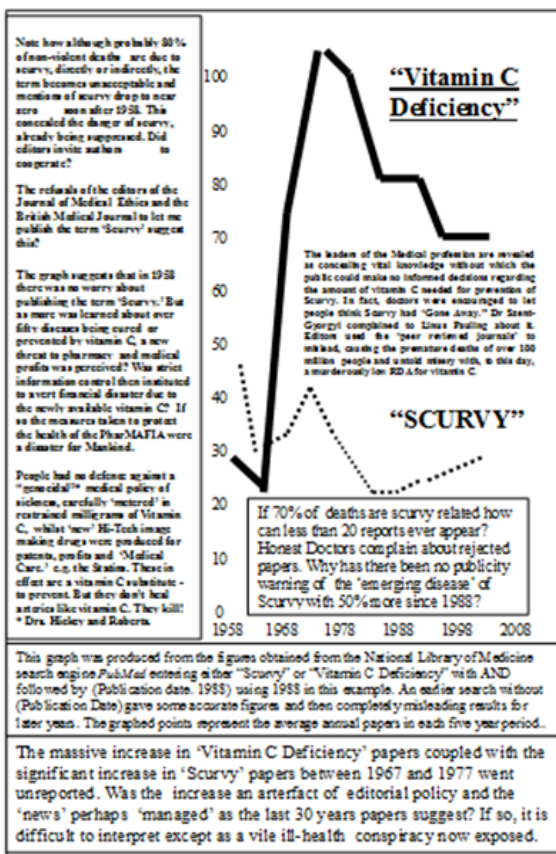 Note how although probably 80%
of non-violent deaths are due to
scurvy, directly or indirectly, the
term becomes unacceptable and
mentions of scurvy drop to near
zero soon after 1958. This
concealed the danger of scurvy,
already being suppressed. Did
editors invite authors to
cooperate?
The refusals of the editors of the
Journal of Medical Ethics and the
British Medical Journal to let me
publish the term 'Scurvy' suggest
this?
The graph suggests that in 1958
there was no worry about
publishing the term 'Scurvy.' But
as more was learned about over
fifty diseases being cured or
prevented by vitamin C, a new
threat to pharmacy and medical
profits was perceived? Was strict
information control then instituted
to avert financial disaster due to
the newly available vitamin C? If
so the measures taken to protect
the health of the PharMAFIA were
a disaster for Mankind.
People had no defence against a
"genocidal"* medical policy of
sickness, carefully 'metered' in
restrained milligrams of Vitamin
C, whilst 'new' Hi-Tech image
making drugs were produced for
patents, profits and 'Medical
Care.' e.g. the Statins. These
in effect are a vitamin C substitute -
to prevent. But they don't heal
arteries like vitamin C. They kill!
* Drs. Hickey and Roberts.
100
90
80
70
60
50
40
30
20
10
0
1958 1968 1978 1988 1998 2008
"Vitamin C
Deficiency"
The leaders of the Medical profession are revealed
as concealing vital knowledge without which the
public could make no informed decisions regarding
the amount of vitamin C needed for prevention of
Scurvy. In fact, doctors were encouraged to let
people think Scurvy had "Gone Away." Dr Szent-
Gyorgyi complained to Linus Pauling about it.
Editors used the 'peer reviewed journals' to
mislead, causing the premature deaths of over 100
million people and untold misery with, to this day,
a murderously low RDA for vitamin C.
"SCURVY"
If 70% of deaths are scurvy related how
can less than 20 reports ever appear?
Honest Doctors complain about rejected
papers. Why has there been no publicity
warning of the 'emerging disease' of
Scurvy with 50% more since 1988?
This graph was produced from the figures obtained from the National Library of Medicine
search engine PubMed entering either "Scurvy" or "Vitamin C Deficiency" with AND
followed by (Publication date. 1988) using 1988 in this example. An earlier search without
(Publication Date) gave some accurate figures and then completely misleading results for
later years. The graphed points represent the average annual papers in each five year period..
The massive increase in 'Vitamin C Deficiency' papers coupled with the
significant increase in 'Scurvy' papers between 1967 and 1977 went
unreported. Was the increase an arterfact of editorial policy and the
'news' perhaps 'managed' as the last 30 years papers suggest? If so, it is
difficult to interpret except as a vile ill-health conspiracy now exposed.